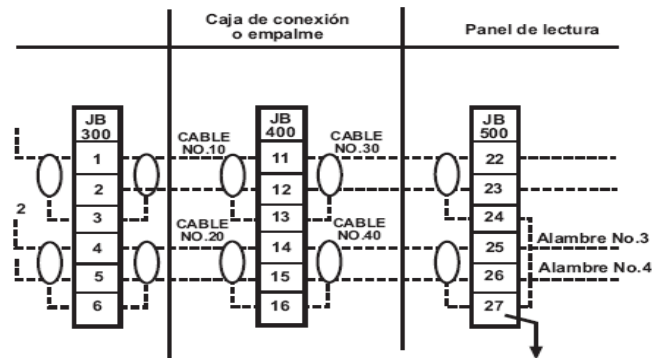 Caja de conexión
o empalme
Panel de lectura
JB
300
JB
400
JB
500
CABLE
NO.10
CABLE
NO.30
1
11
22
2
12
23
3
13
24
2
CABLE
NO.20
CABLE
NO.40
4
14
25
Alambre No.3
5
15
26
Alambre No.4
6
16
27